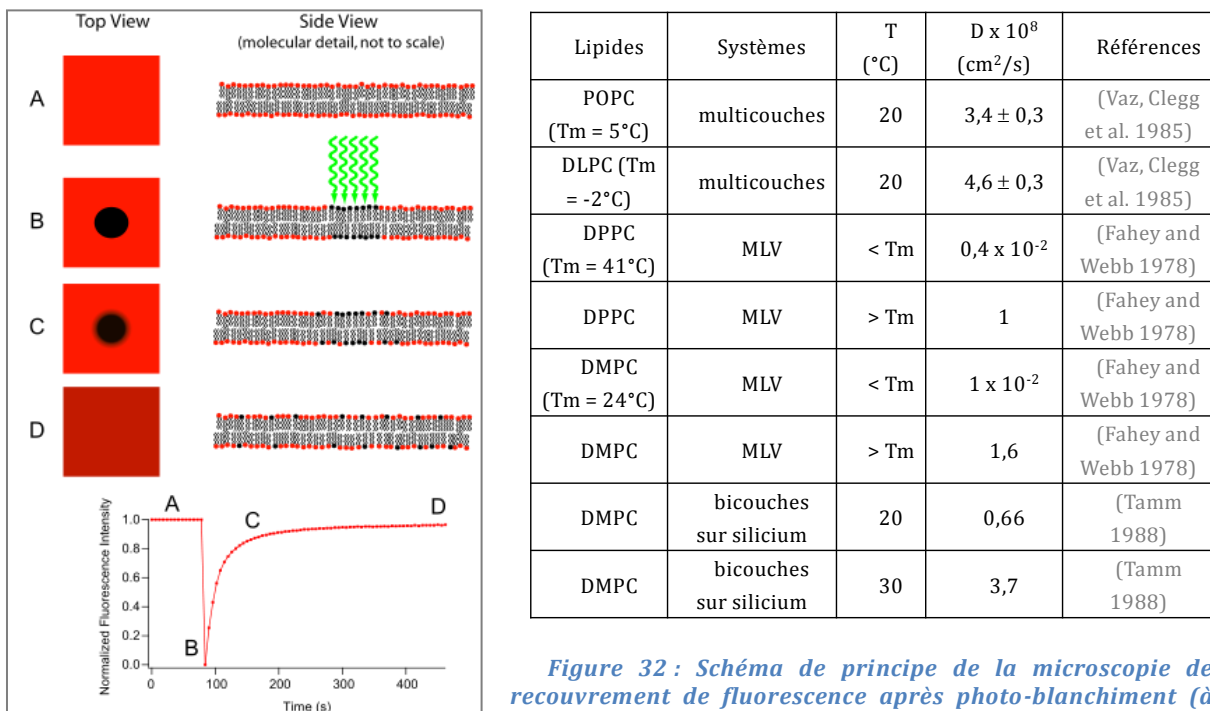 Top View
Side View
(molecular detail, not to scale)
A
B
C
D
Normalized Fluorescence Intensity
1.0
0.8
0.6
0.4
0.2
0.0
A
B
C
D
0
100
200
300
400
Time (s)
Lipides
Systèmes
T
(°C)
D x 10⁸
(cm²/s)
Références
POPC
(Tm = 5°C)
multicouches
20
3,4 ± 0,3
(Vaz, Clegg
et al. 1985)
DLPC (Tm
= -2°C)
multicouches
20
4,6 ± 0,3
(Vaz, Clegg
et al. 1985)
DPPC
(Tm = 41°C)
MLV
< Tm
0,4 x 10⁻²
(Fahey and
Webb 1978)
DPPC
MLV
> Tm
1
(Fahey and
Webb 1978)
DMPC
(Tm = 24°C)
MLV
< Tm
1 x 10⁻²
(Fahey and
Webb 1978)
DMPC
MLV
> Tm
1,6
(Fahey and
Webb 1978)
DMPC
bicouches
sur silicium
20
0,66
(Tamm
1988)
DMPC
bicouches
sur silicium
30
3,7
(Tamm
1988)
Figure 32 : Schéma de principe de la microscopie de
recouvrement de fluorescence après photo-blanchiment (à